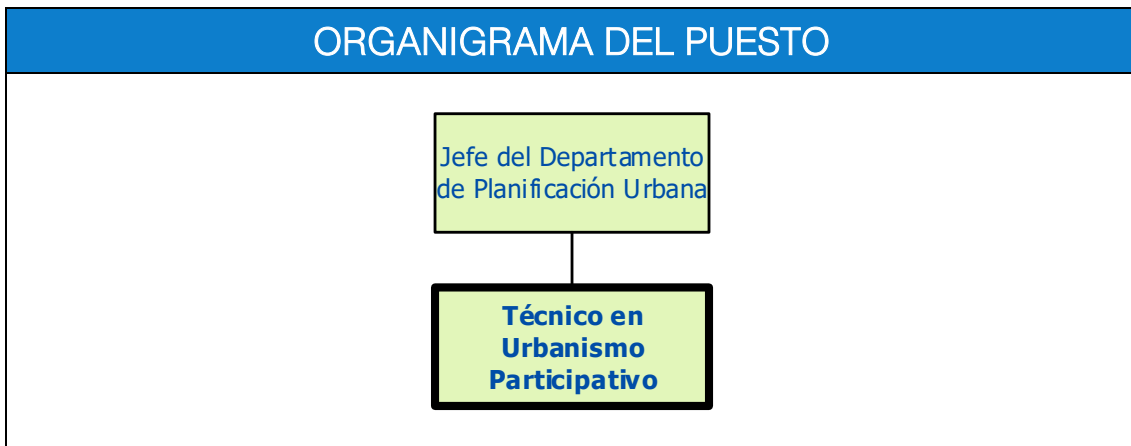 ORGANIGRAMA DEL PUESTO
Jefe del Departamento
de Planificación Urbana
Técnico en
Urbanismo
Participativo